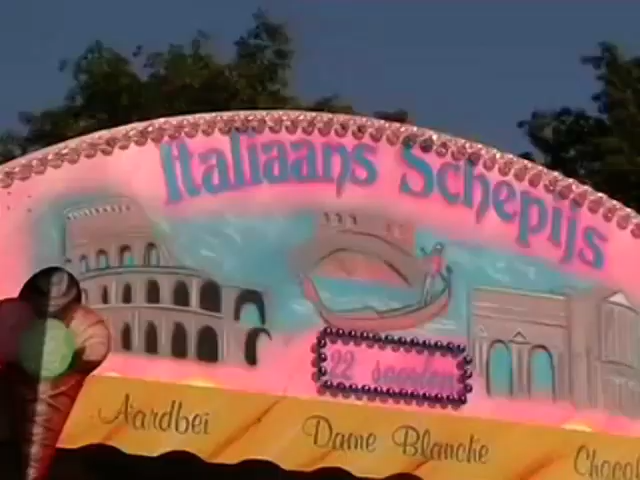 Italiaans Schepijs
22 soorten
Aardbei
Dame Blanche
Chocol